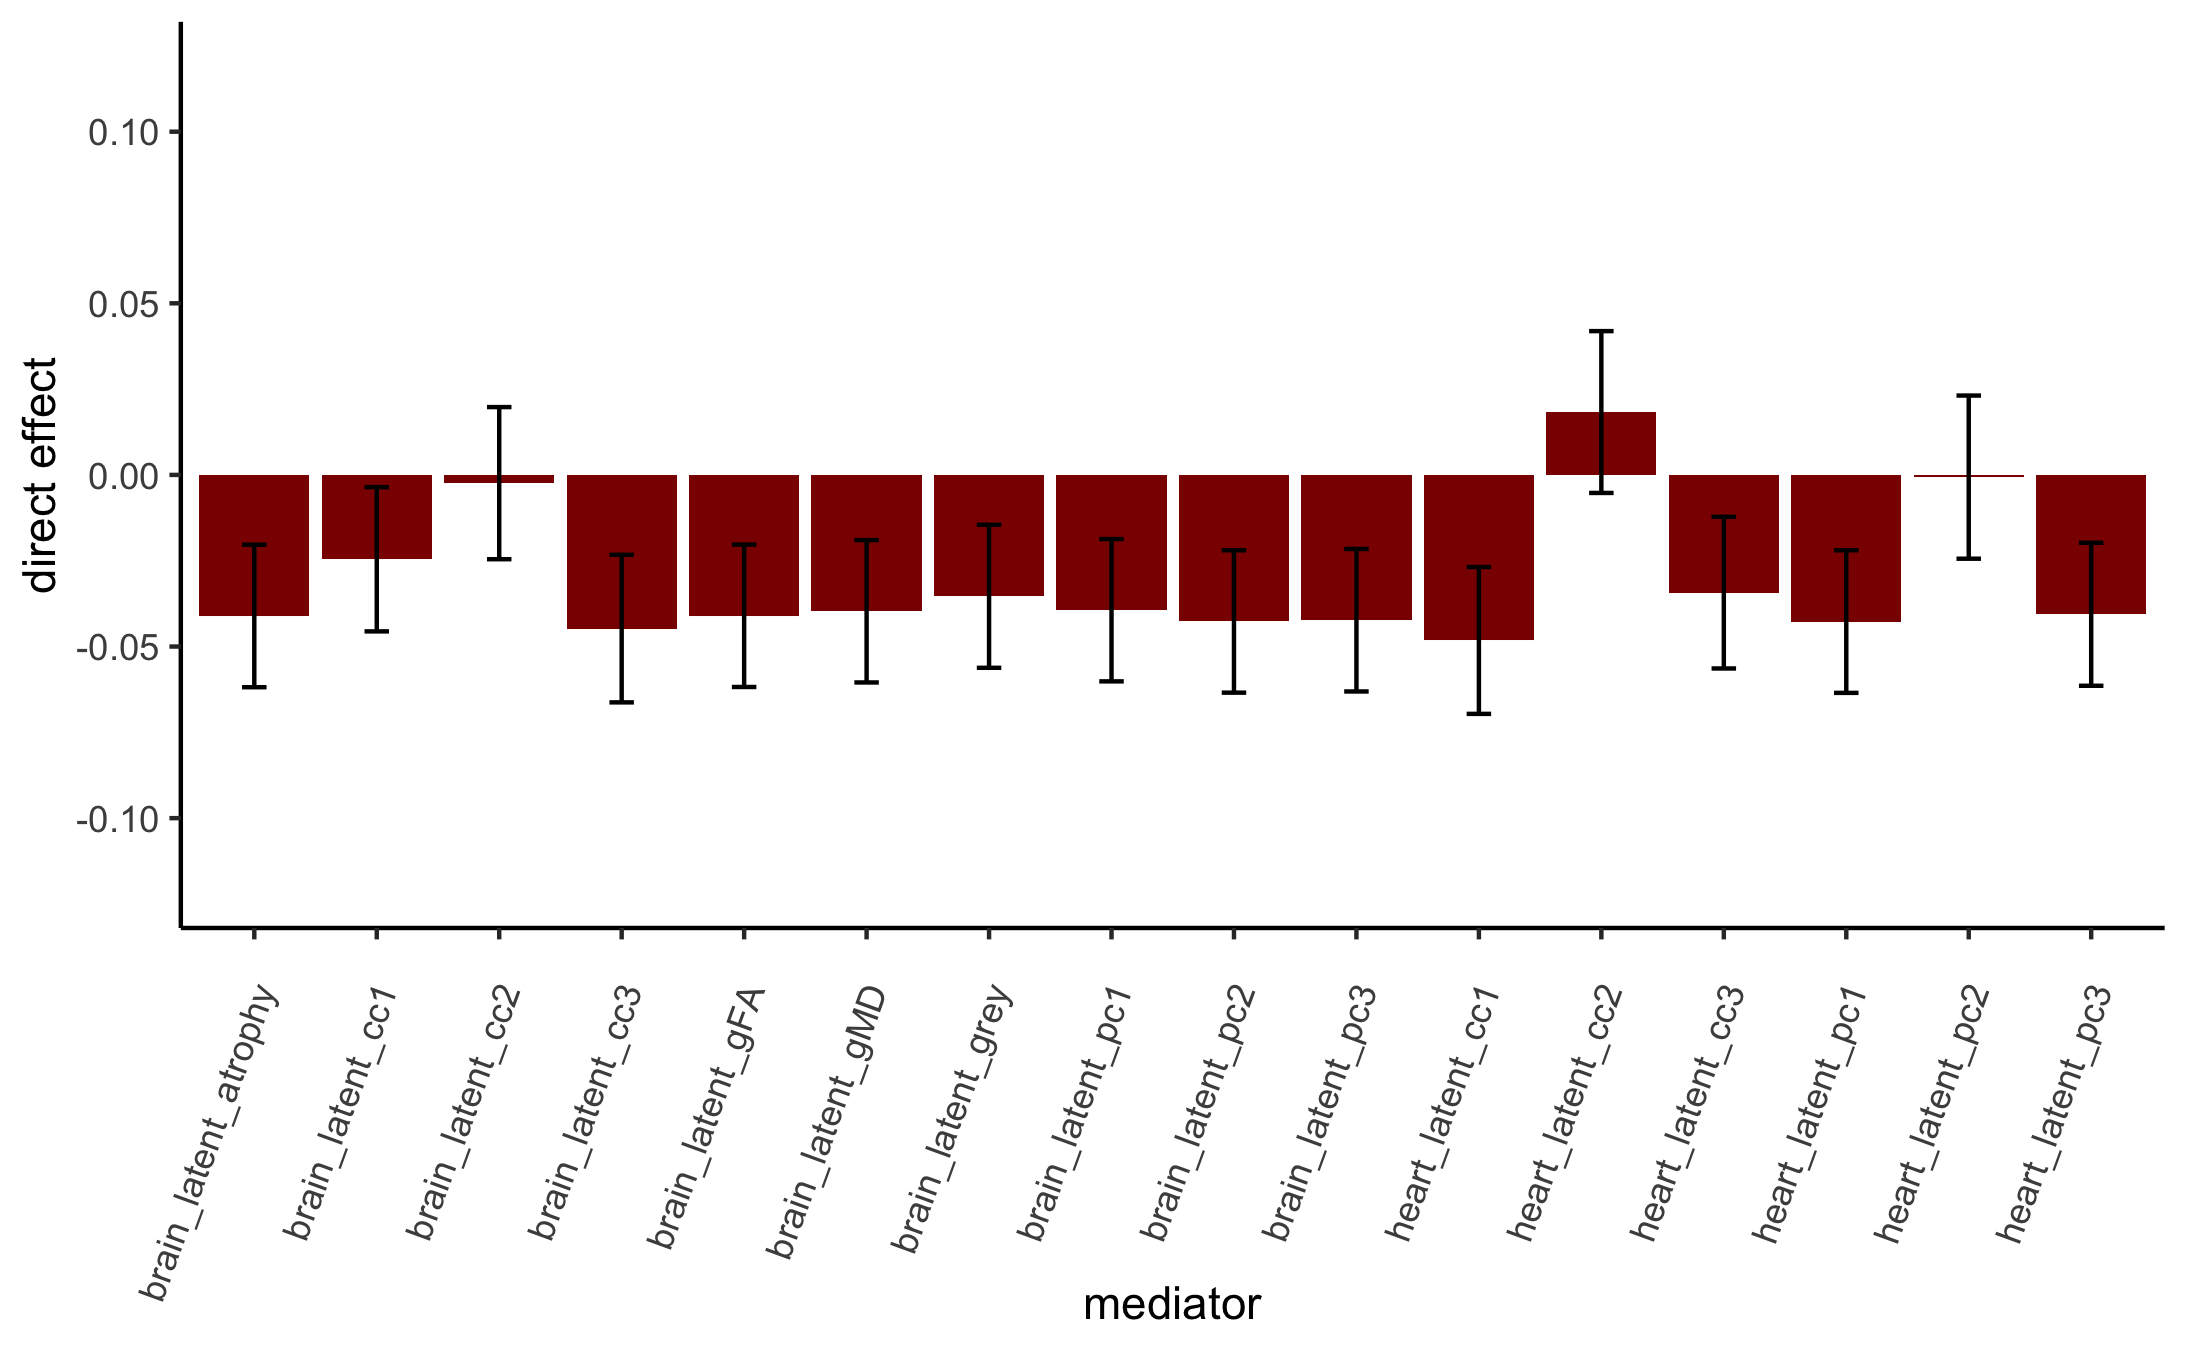 0.10
0.05
0.00
-0.05
-0.10
direct effect
brain_latent_atrophy
brain_latent_cc1
brain_latent_cc2
brain_latent_cc3
brain_latent_gFA
brain_latent_gMD
brain_latent_grey
brain_latent_pc1
brain_latent_pc2
brain_latent_pc3
heart_latent_cc1
heart_latent_cc2
heart_latent_cc3
heart_latent_pc1
heart_latent_pc2
heart_latent_pc3
mediator